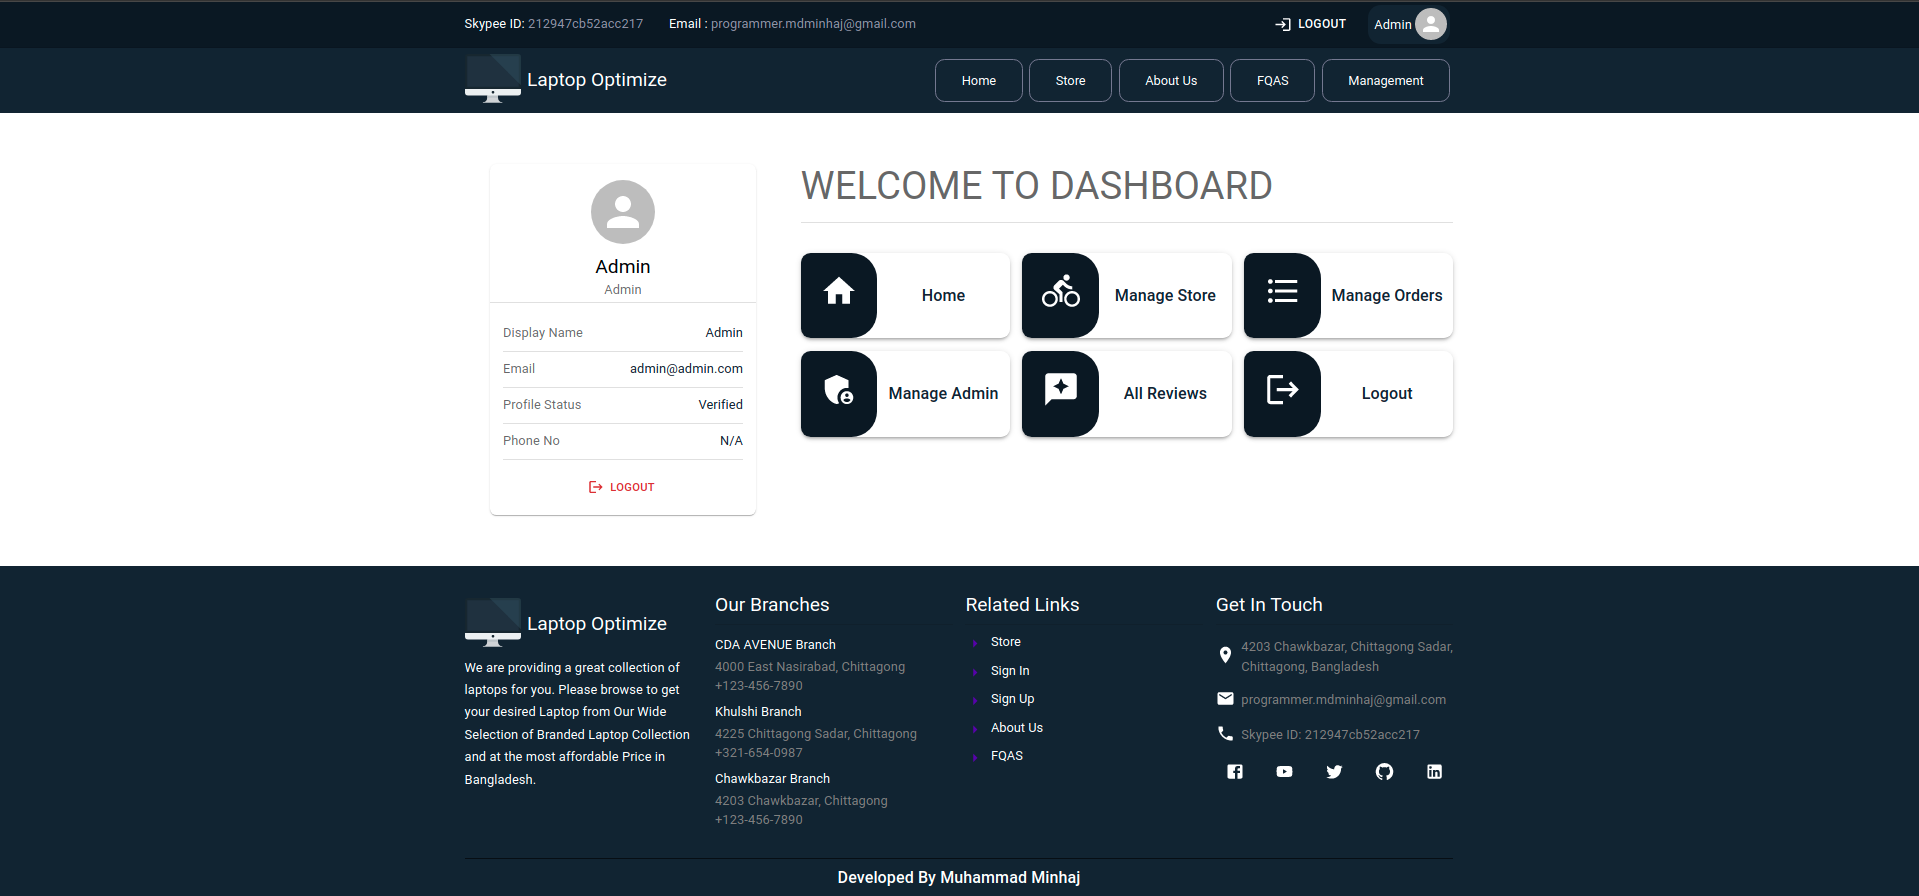 Skypee ID: 212947cb52acc217 Email : programmer.mdminhaj@gmail.com LOGOUT Admin
Laptop Optimize Home Store About Us FQAS Management
Admin
Admin
Display Name Admin
Email admin@admin.com
Profile Status Verified
Phone No N/A
LOGOUT
WELCOME TO DASHBOARD
Home Manage Store Manage Orders
Manage Admin All Reviews Logout
Laptop Optimize
We are providing a great collection of
laptops for you. Please browse to get
your desired Laptop from Our Wide
Selection of Branded Laptop Collection
and at the most affordable Price in
Bangladesh.
Our Branches
CDA AVENUE Branch
4000 East Nasirabad, Chittagong
+123-456-7890
Khulshi Branch
4225 Chittagong Sadar, Chittagong
+321-654-0987
Chawkbazar Branch
4203 Chawkbazar, Chittagong
+123-456-7890
Related Links
Store
Sign In
Sign Up
About Us
FQAS
Get In Touch
4203 Chawkbazar, Chittagong Sadar,
Chittagong, Bangladesh
programmer.mdminhaj@gmail.com
Skypee ID: 212947cb52acc217
Developed By Muhammad Minhaj